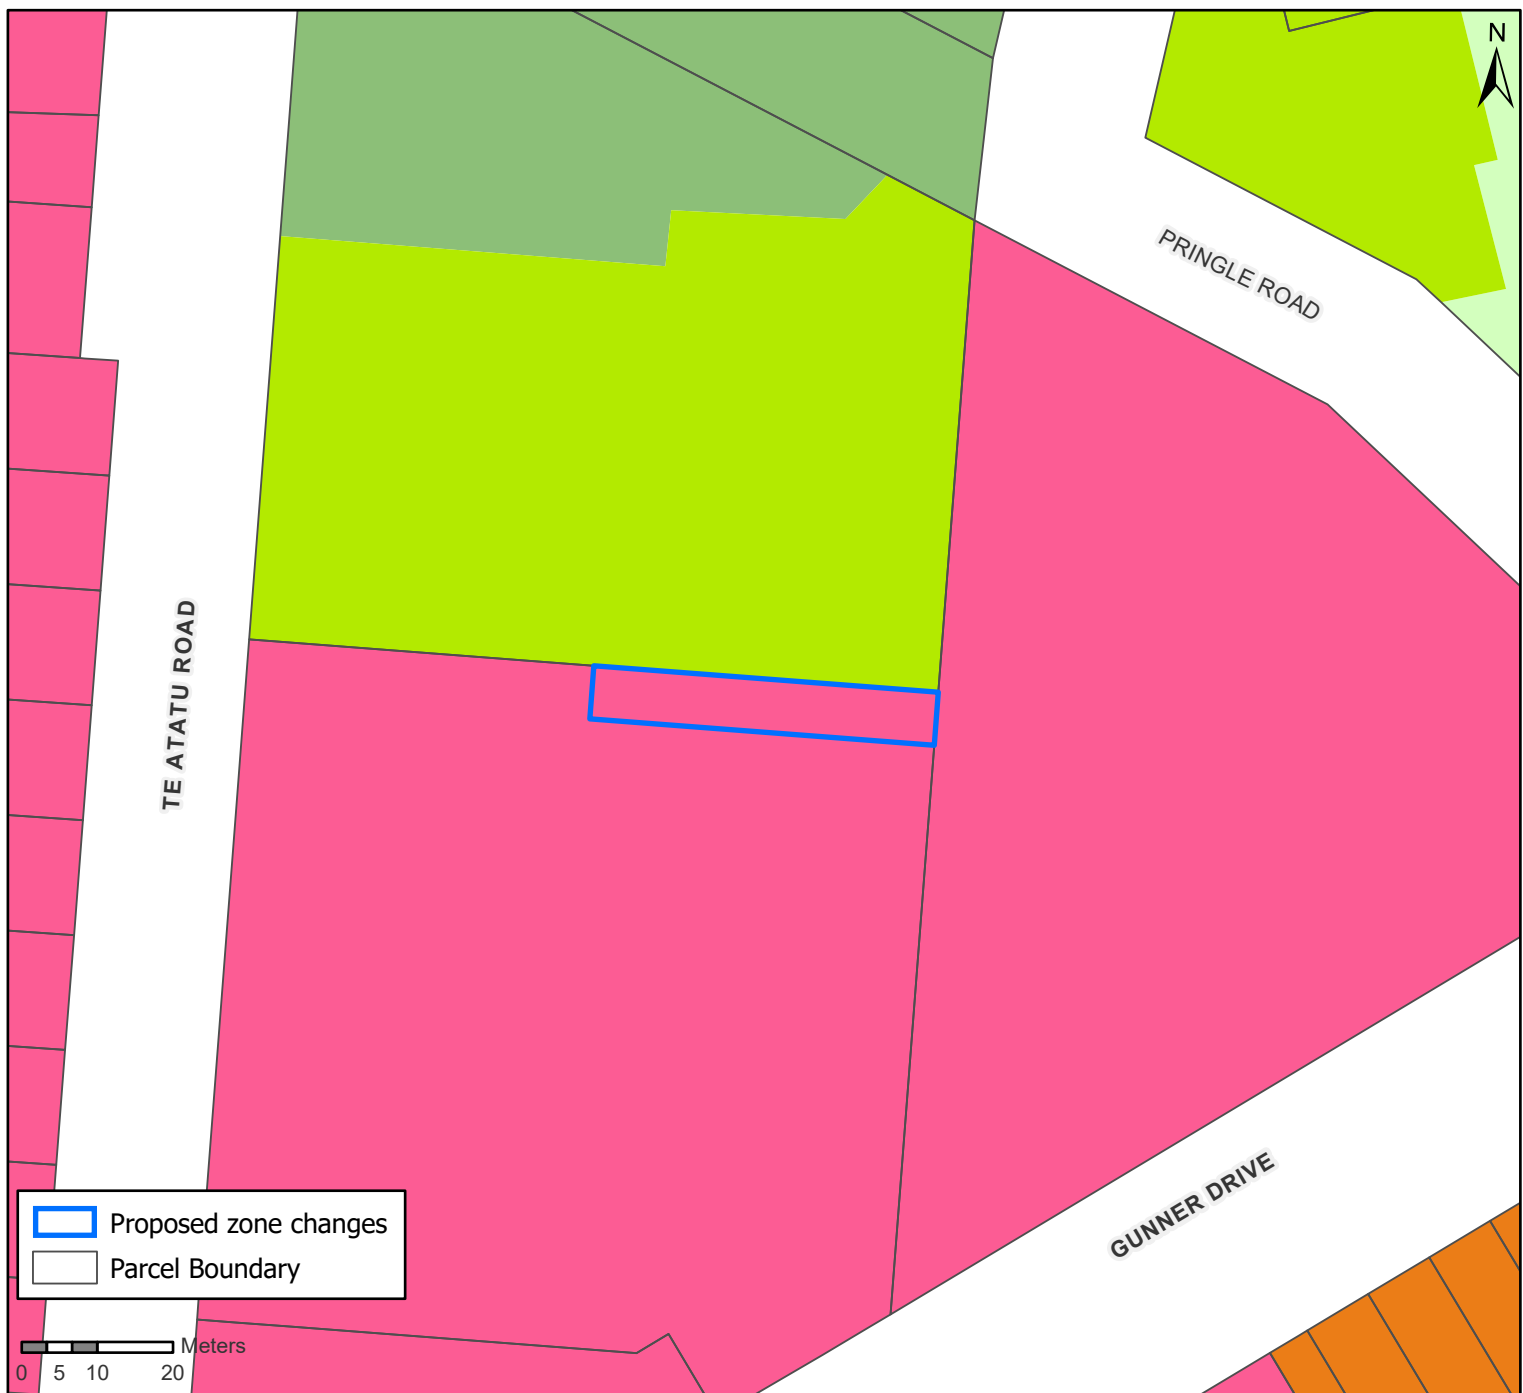 N
PRINGLE ROAD
TE ATATU ROAD
GUNNER DRIVE
Proposed zone changes
Parcel Boundary
Meters
0 5 10 20